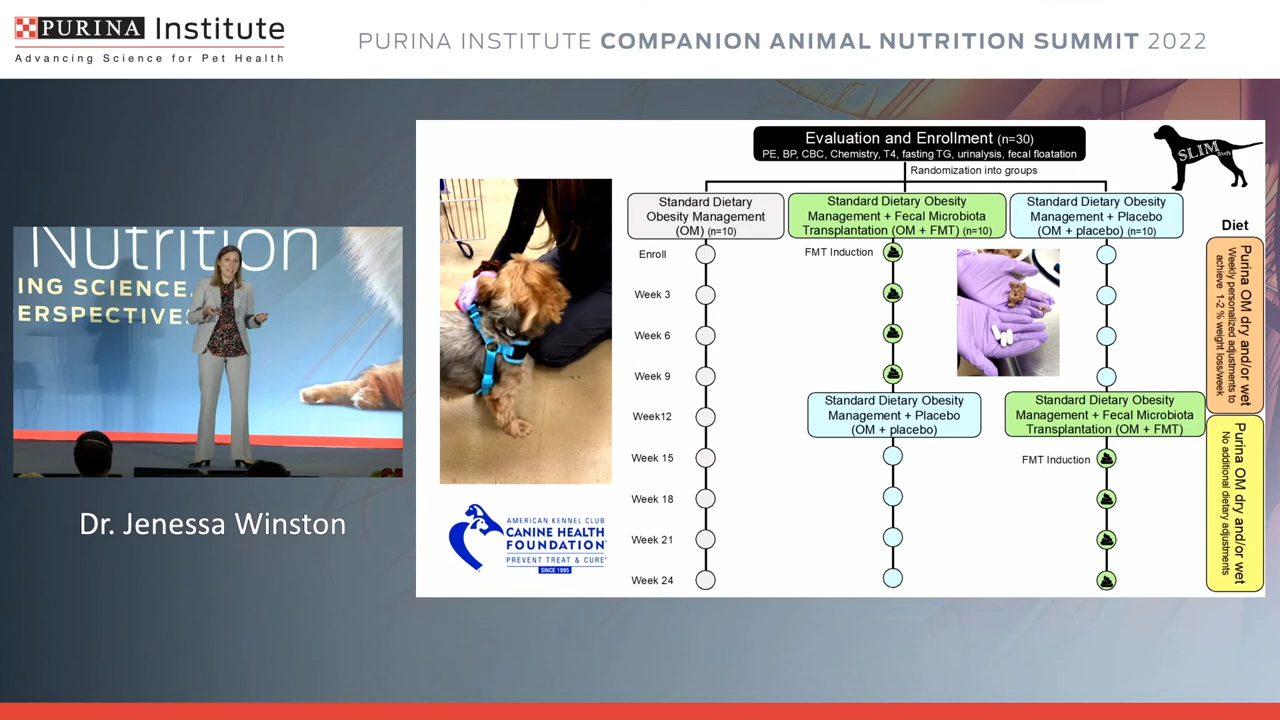 PURINA Institute
Advancing Science for Pet Health
PURINA INSTITUTE COMPANION ANIMAL NUTRITION SUMMIT 2022
Nutrition
ING SCIENCE.
ERSPECTIVE
Dr. Jenessa Winston
Evaluation and Enrollment (n=30)
PE, BP, CBC, Chemistry, T4, fasting TG, urinalysis, fecal floatation
Randomization into groups
SLIM
Study
Standard Dietary
Obesity Management
(OM) (n=10)
Standard Dietary Obesity
Management + Fecal Microbiota
Transplantation (OM + FMT) (n=10)
Standard Dietary Obesity
Management + Placebo
(OM + placebo) (n=10)
Diet
Enroll
FMT Induction
Week 3
Week 6
Week 9
Week12
Standard Dietary Obesity
Management + Placebo
(OM + placebo)
Standard Dietary Obesity
Management + Fecal Microbiota
Transplantation (OM + FMT)
Week 15
FMT Induction
Week 18
Week 21
Week 24
Purina OM dry and/or wet
Weekly personalized adjustments to
achieve 1-2 % weight loss/week
Purina OM dry and/or wet
No additional dietary adjustments
AMERICAN KENNEL CLUB
CANINE HEALTH
FOUNDATION®
PREVENT TREAT & CURE®
SINCE 1995